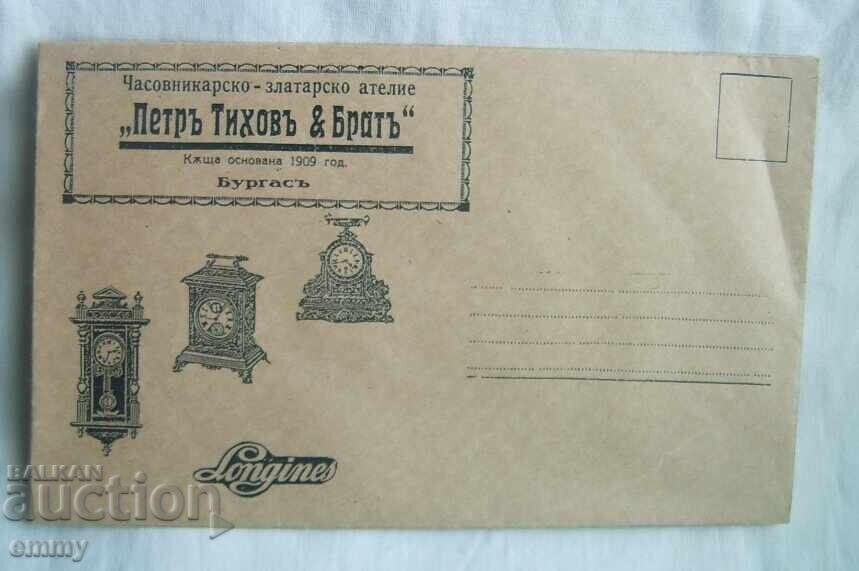 Часовникарско - златарско ателие
„Петръ Тиховъ & Братъ“
Кѫща основана 1909 год.
Бургасъ
Longines
BALKAN
auction
emmy